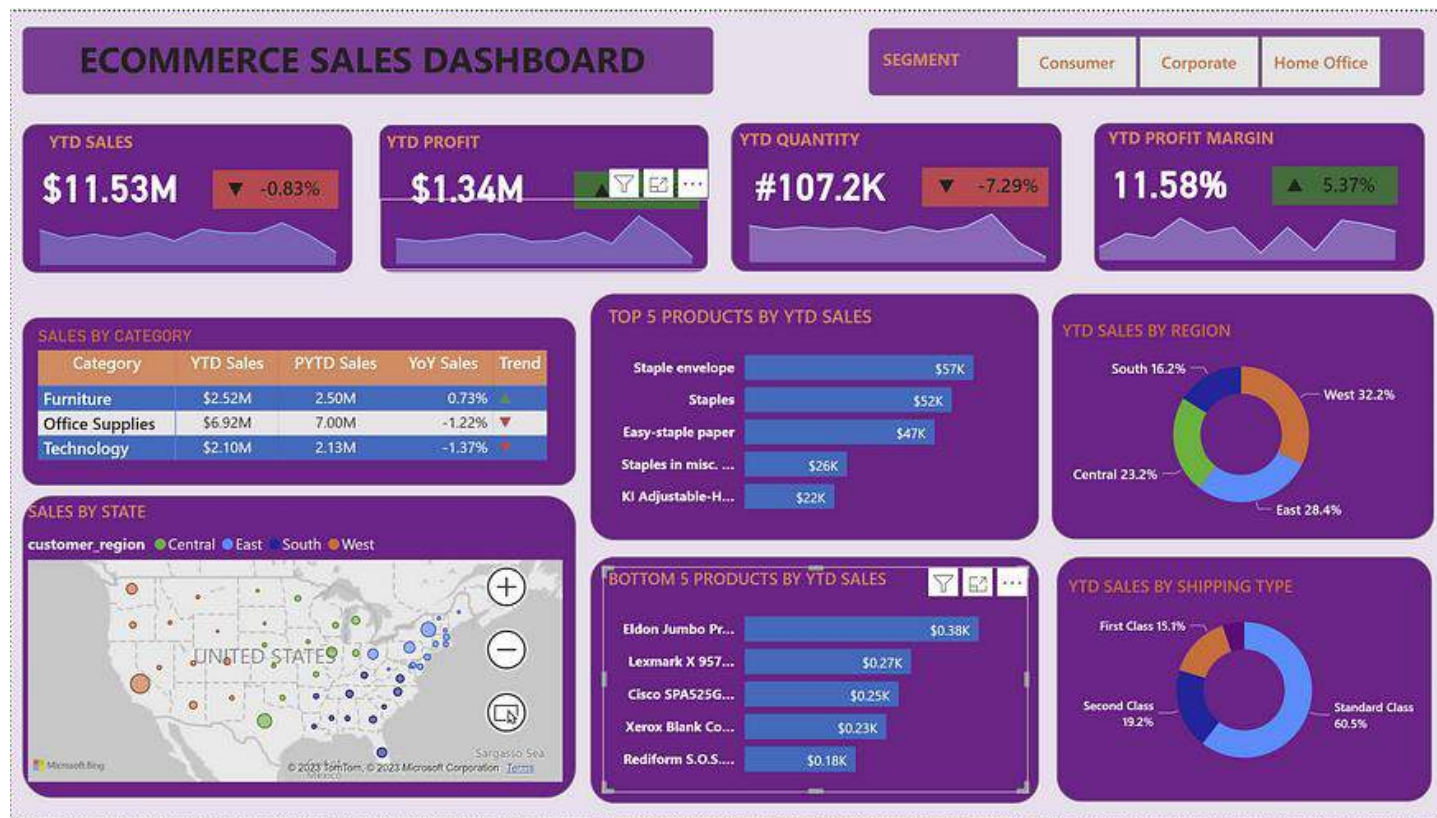 ECOMMERCE SALES DASHBOARD
SEGMENT
Consumer
Corporate
Home Office
YTD SALES
$11.53M
▼ -0.83%
YTD PROFIT
$1.34M
▲
YTD QUANTITY
#107.2K
▼ -7.29%
YTD PROFIT MARGIN
11.58%
▲ 5.37%
SALES BY CATEGORY
Category YTD Sales PYTD Sales YoY Sales Trend
Furniture $2.52M 2.50M 0.73% ▲
Office Supplies $6.92M 7.00M -1.22% ▼
Technology $2.10M 2.13M -1.37% ▼
TOP 5 PRODUCTS BY YTD SALES
Staple envelope $57K
Staples $52K
Easy-staple paper $47K
Staples in misc. ... $26K
KI Adjustable-H... $22K
YTD SALES BY REGION
South 16.2%
West 32.2%
Central 23.2%
East 28.4%
SALES BY STATE
customer_region Central East South West
UNITED STATES
Sargasso Sea
MEXICO
Microsoft Bing
© 2023 TomTom, © 2023 Microsoft Corporation Terms
BOTTOM 5 PRODUCTS BY YTD SALES
Eldon Jumbo Pr... $0.38K
Lexmark X 957... $0.27K
Cisco SPA525G... $0.25K
Xerox Blank Co... $0.23K
Rediform S.O.S.... $0.18K
YTD SALES BY SHIPPING TYPE
First Class 15.1%
Second Class
19.2%
Standard Class
60.5%